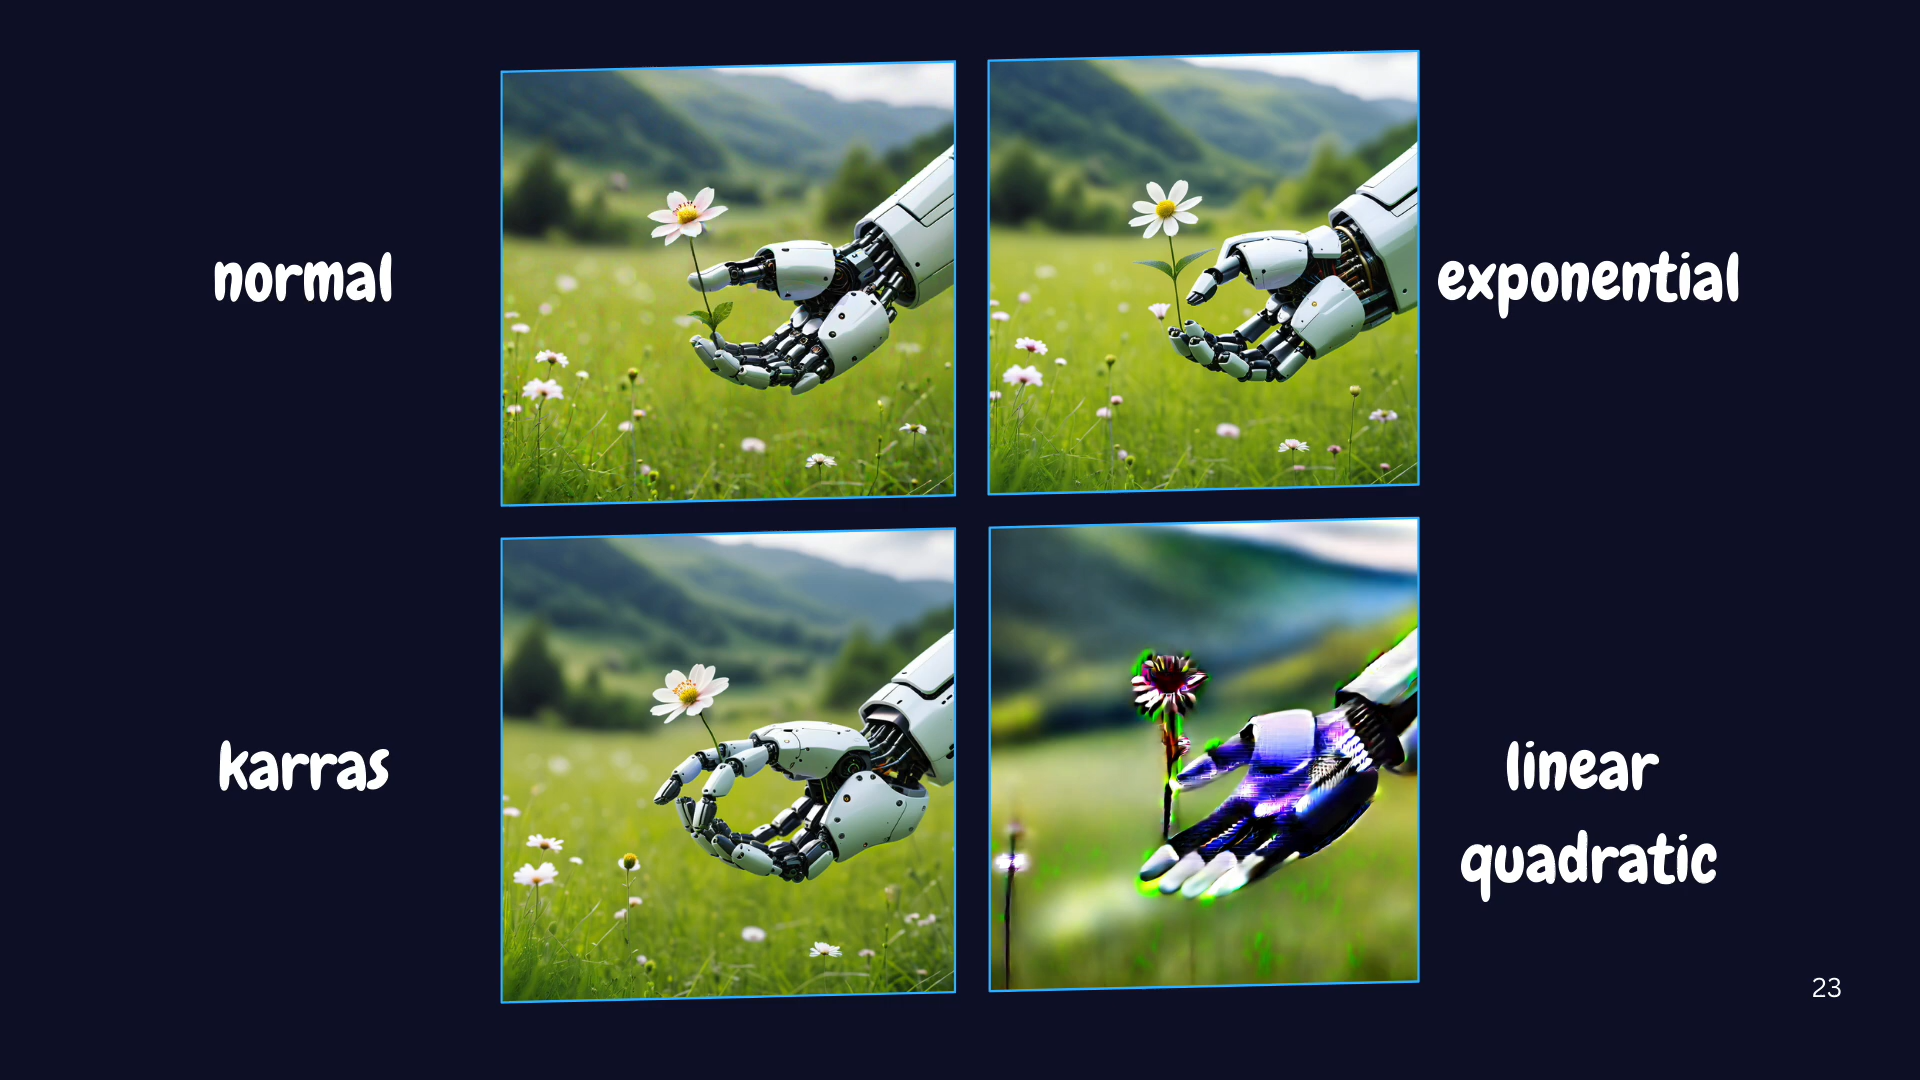 normal
exponential
karras
linear
quadratic
23